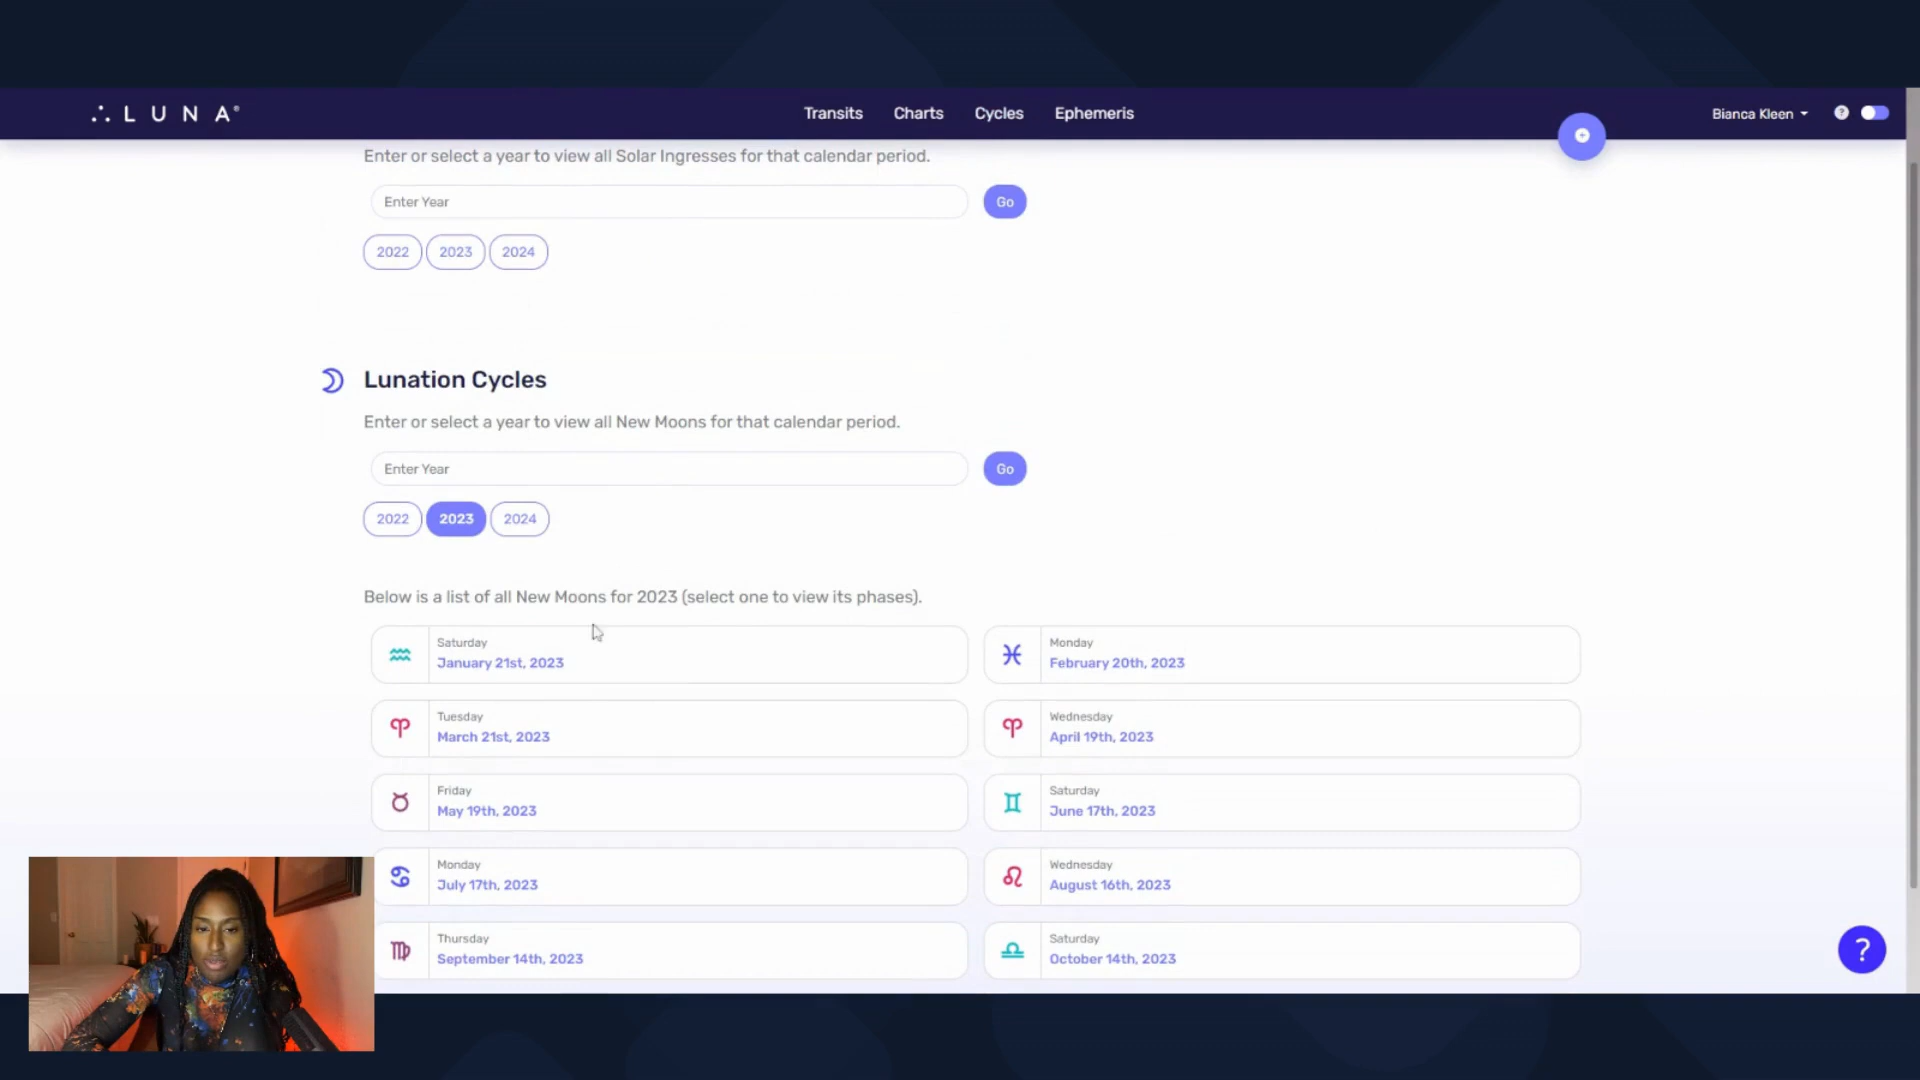 LUNA®
Transits
Charts
Cycles
Ephemeris
Bianca Kleen
?
Enter or select a year to view all Solar Ingresses for that calendar period.
Enter Year
Go
2022
2023
2024
Lunation Cycles
Enter or select a year to view all New Moons for that calendar period.
Enter Year
Go
2022
2023
2024
Below is a list of all New Moons for 2023 (select one to view its phases).
Saturday
January 21st, 2023
Monday
February 20th, 2023
Tuesday
March 21st, 2023
Wednesday
April 19th, 2023
Friday
May 19th, 2023
Saturday
June 17th, 2023
Monday
July 17th, 2023
Wednesday
August 16th, 2023
Thursday
September 14th, 2023
Saturday
October 14th, 2023
?